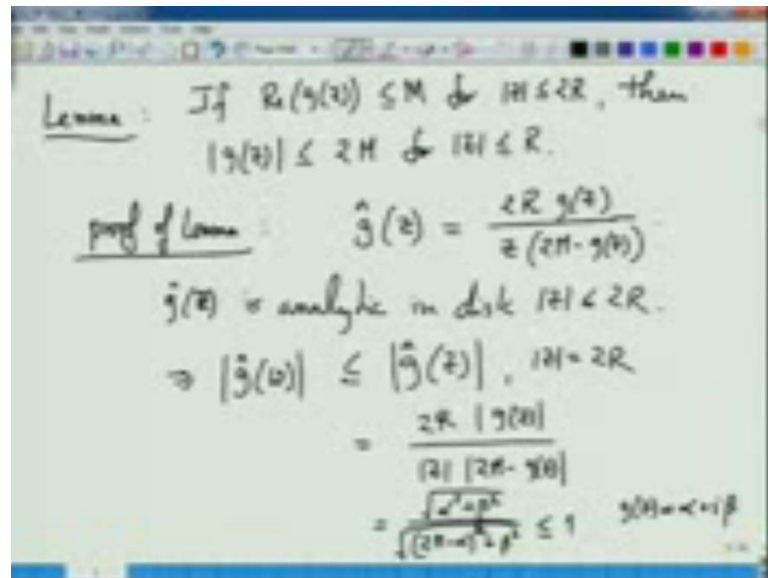 Lemma : If Re(g(z)) ≤ M for |z| ≤ 2R, then
|g(z)| ≤ 2M for |z| ≤ R.
proof of Lemma : ĝ(z) = 2R g(z) / z (2M - g(z))
ĝ(z) is analytic in disk |z| ≤ 2R.
⇒ |ĝ(w)| ≤ |ĝ(z)|, |z| = 2R
= 2R |g(z)| / |z| |2M - g(z)|
= √(α² + β²) / √((2M-α)² + β²) ≤ 1 g(z) = α + iβ